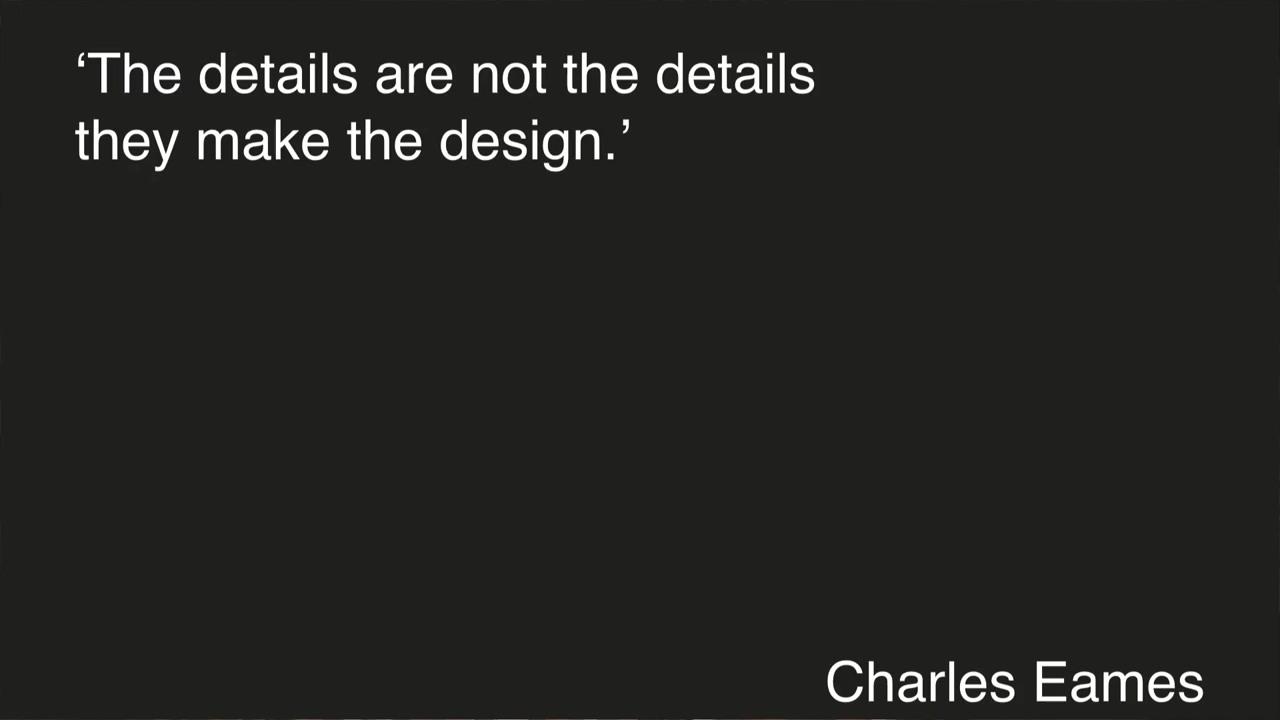 ‘The details are not the details
they make the design.’
Charles Eames